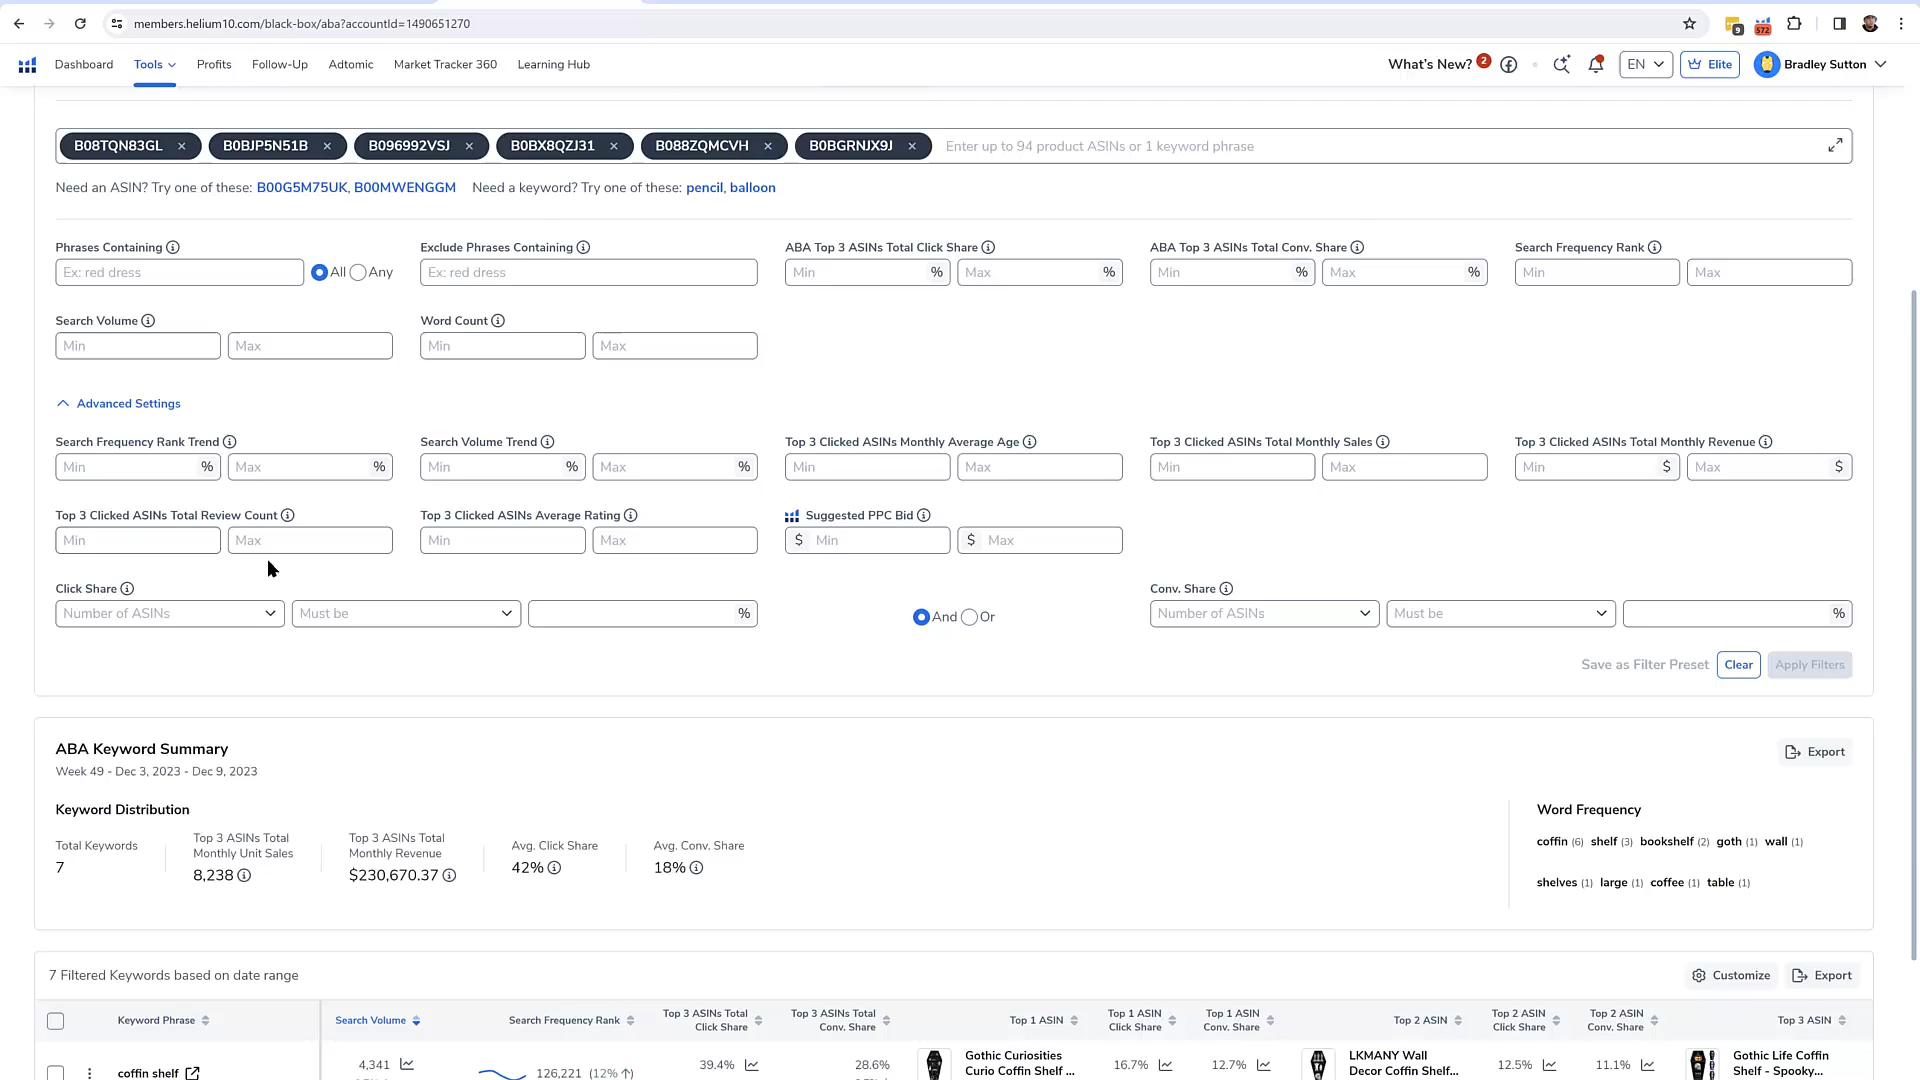 members.helium10.com/black-box/aba?accountId=1490651270
9
572
Dashboard Tools Profits Follow-Up Adtomic Market Tracker 360 Learning Hub
What's New? 2 EN Elite Bradley Sutton
B08TQN83GL × B0BJP5N51B × B096992VSJ × B0BX8QZJ31 × B088ZQMCVH × B0BGRNJX9J × Enter up to 94 product ASINs or 1 keyword phrase
Need an ASIN? Try one of these: B00G5M75UK, B00MWENGGM Need a keyword? Try one of these: pencil, balloon
Phrases Containing Exclude Phrases Containing ABA Top 3 ASINs Total Click Share ABA Top 3 ASINs Total Conv. Share Search Frequency Rank
Ex: red dress All Any Ex: red dress Min % Max % Min % Max % Min Max
Search Volume Word Count
Min Max Min Max
Advanced Settings
Search Frequency Rank Trend Search Volume Trend Top 3 Clicked ASINs Monthly Average Age Top 3 Clicked ASINs Total Monthly Sales Top 3 Clicked ASINs Total Monthly Revenue
Min % Max % Min % Max % Min Max Min Max Min $ Max $
Top 3 Clicked ASINs Total Review Count Top 3 Clicked ASINs Average Rating Suggested PPC Bid
Min Max Min Max $ Min $ Max
Click Share Conv. Share
Number of ASINs Must be % And Or Number of ASINs Must be %
Save as Filter Preset Clear Apply Filters
ABA Keyword Summary
Export
Week 49 - Dec 3, 2023 - Dec 9, 2023
Keyword Distribution
Total Keywords
7
Top 3 ASINs Total
Monthly Unit Sales
8,238
Top 3 ASINs Total
Monthly Revenue
$230,670.37
Avg. Click Share
42%
Avg. Conv. Share
18%
Word Frequency
coffin (6) shelf (3) bookshelf (2) goth (1) wall (1)
shelves (1) large (1) coffee (1) table (1)
7 Filtered Keywords based on date range
Customize Export
Keyword Phrase
Search Volume
Search Frequency Rank
Top 3 ASINs Total
Click Share
Top 3 ASINs Total
Conv. Share
Top 1 ASIN
Top 1 ASIN
Click Share
Top 1 ASIN
Conv. Share
Top 2 ASIN
Top 2 ASIN
Click Share
Top 2 ASIN
Conv. Share
Top 3 ASIN
coffin shelf
4,341
126,221 (12% ↑)
39.4%
28.6%
Gothic Curiosities
Curio Coffin Shelf ...
16.7%
12.7%
LKMANY Wall
Decor Coffin Shelf...
12.5%
11.1%
Gothic Life Coffin
Shelf - Spooky...